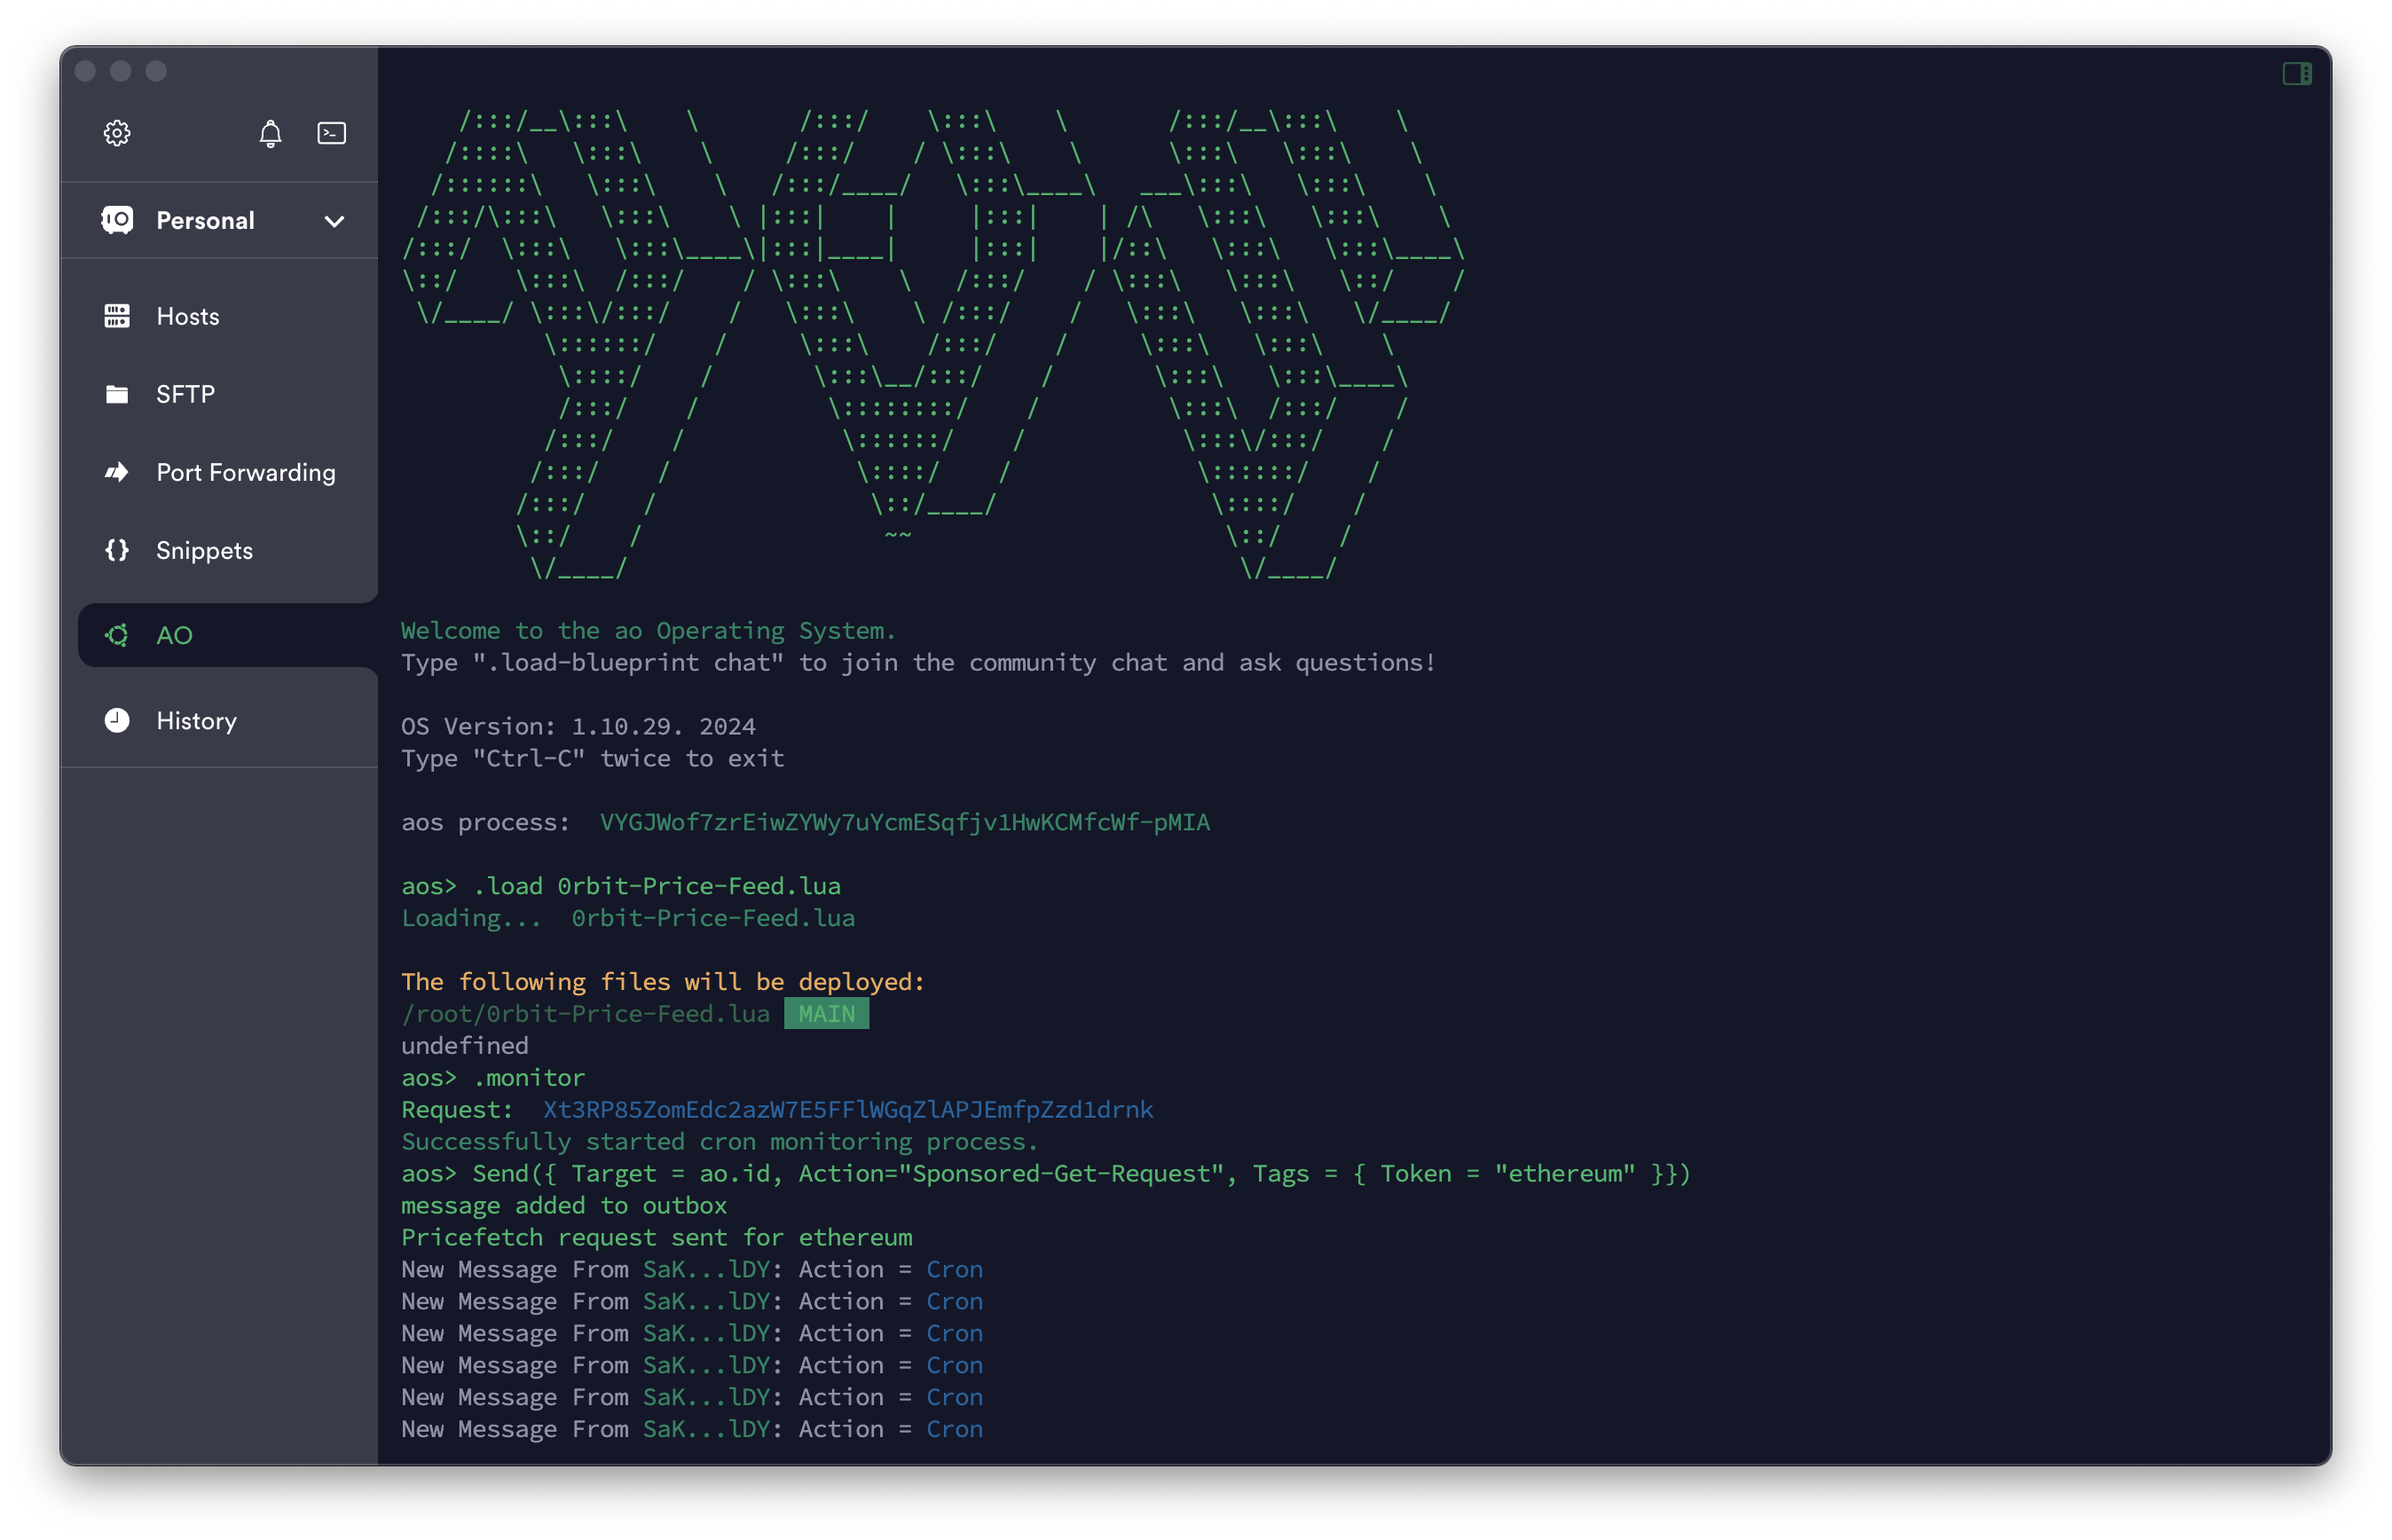 Personal
Hosts
SFTP
Port Forwarding
Snippets
AO
History
Welcome to the ao Operating System.
Type ".load-blueprint chat" to join the community chat and ask questions!
OS Version: 1.10.29. 2024
Type "Ctrl-C" twice to exit
aos process:  VYGJWof7zrEiwZYWy7uYcmESqfjv1HwKCMfcWf-pMIA
aos> .load 0rbit-Price-Feed.lua
Loading...  0rbit-Price-Feed.lua
The following files will be deployed:
/root/0rbit-Price-Feed.lua MAIN
undefined
aos> .monitor
Request:  Xt3RP85ZomEdc2azW7E5FFlWGqZlAPJEmfpZzd1drnk
Successfully started cron monitoring process.
aos> Send({ Target = ao.id, Action="Sponsored-Get-Request", Tags = { Token = "ethereum" }})
message added to outbox
Pricefetch request sent for ethereum
New Message From SaK...lDY: Action = Cron
New Message From SaK...lDY: Action = Cron
New Message From SaK...lDY: Action = Cron
New Message From SaK...lDY: Action = Cron
New Message From SaK...lDY: Action = Cron
New Message From SaK...lDY: Action = Cron